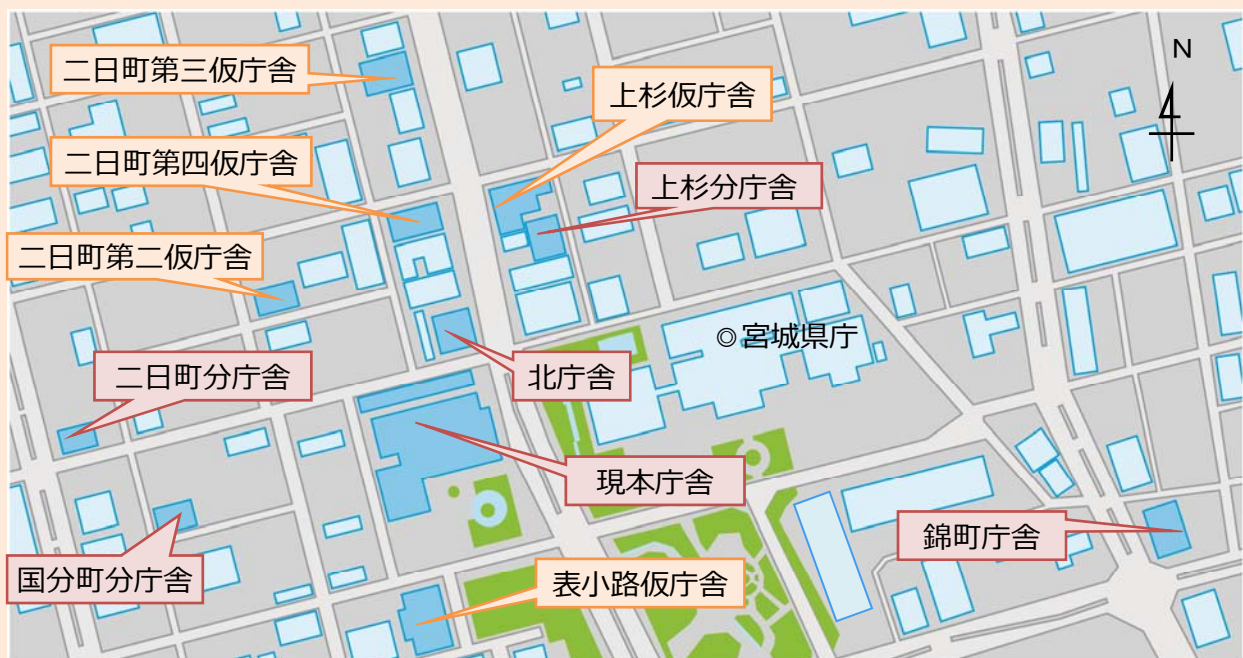 二日町第三仮庁舎
N
上杉仮庁舎
二日町第四仮庁舎
上杉分庁舎
二日町第二仮庁舎
◎宮城県庁
二日町分庁舎
北庁舎
現本庁舎
錦町庁舎
国分町分庁舎
表小路仮庁舎